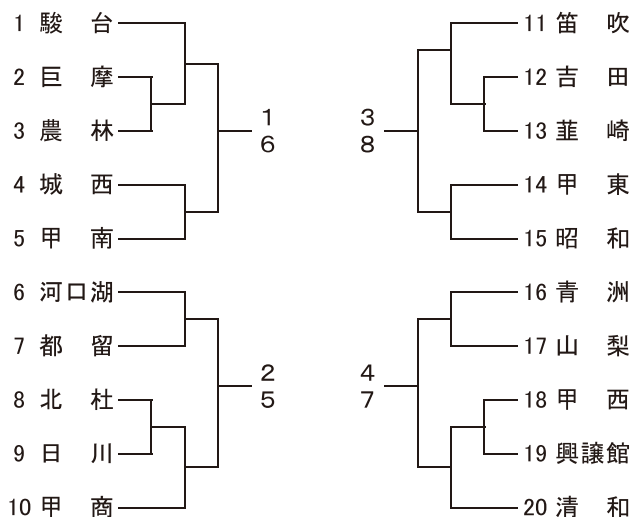 1 駿台
2 巨摩
3 農林
4 城西
5 甲南
1
6
6 河口湖
7 都留
8 北杜
9 日川
10 甲商
2
5
11 笛吹
12 吉田
13 韮崎
14 甲東
15 昭和
3
8
16 青洲
17 山梨
18 甲西
19 興譲館
20 清和
4
7